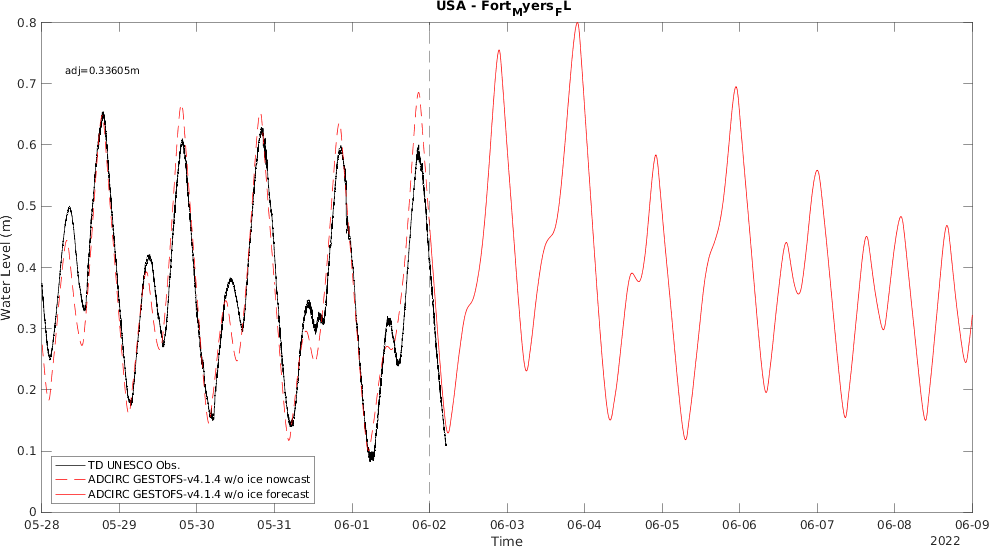 USA - Fort_Myers_FL
adj=0.33605m
0.8
0.7
0.6
0.5
0.4
0.3
0.2
0.1
0
Water Level (m)
TD UNESCO Obs.
ADCIRC GESTOFS-v4.1.4 w/o ice nowcast
ADCIRC GESTOFS-v4.1.4 w/o ice forecast
05-28 05-29 05-30 05-31 06-01 06-02 06-03 06-04 06-05 06-06 06-07 06-08 06-09
Time
2022